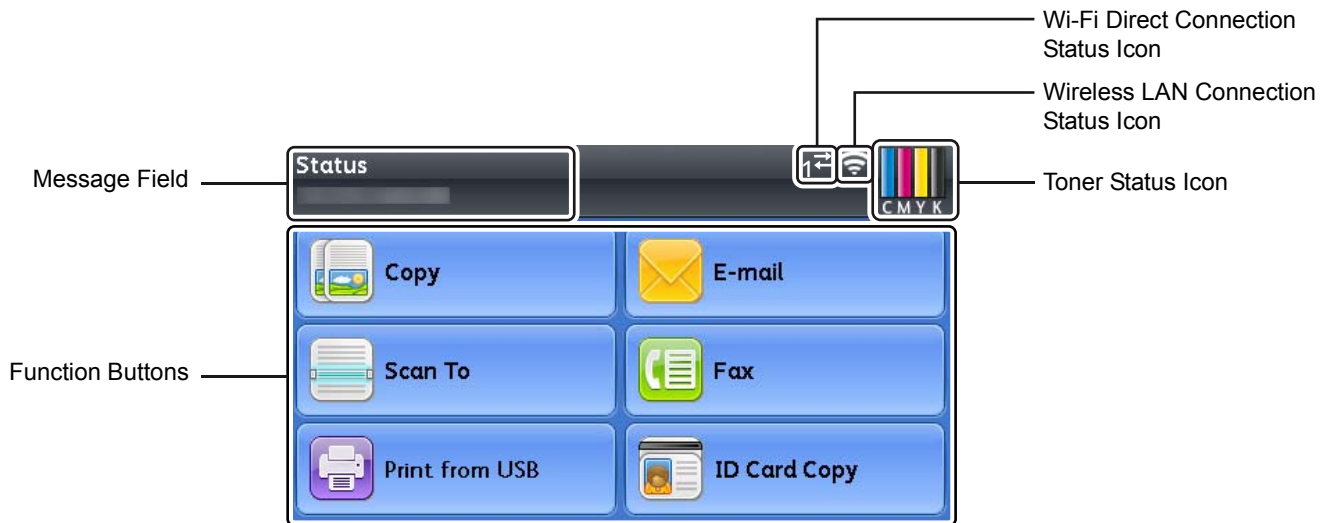 Wi-Fi Direct Connection
Status Icon
Wireless LAN Connection
Status Icon
Message Field
Status
1
C M Y K
Toner Status Icon
Function Buttons
Copy
E-mail
Scan To
Fax
Print from USB
ID Card Copy